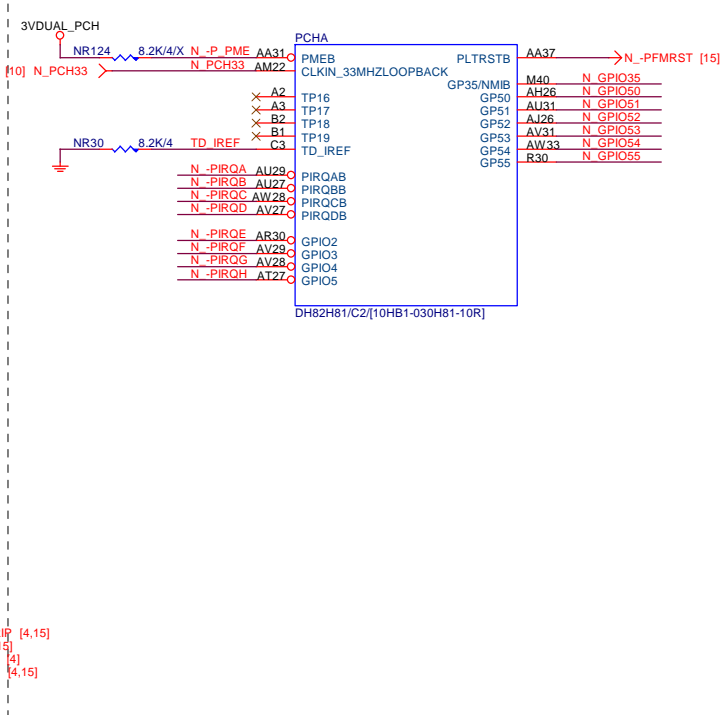 3VDUAL_PCH
PCHA
NR124 8.2K/4/X N_-P_PME AA31 PMEB PLTRSTB AA37 N_-PFMRST [15]
[10] N_PCH33 N_PCH33 AM22 CLKIN_33MHZLOOPBACK
GP35/NMIB M40 N_GPIO35
A2 TP16 GP50 AH26 N_GPIO50
A3 TP17 GP51 AU31 N_GPIO51
B2 TP18 GP52 AJ26 N_GPIO52
B1 TP19 GP53 AV31 N_GPIO53
NR30 8.2K/4 TD_IREF C3 TD_IREF GP54 AW33 N_GPIO54
GP55 R30 N_GPIO55
N_-PIRQA AU29 PIRQAB
N_-PIRQB AU27 PIRQBB
N_-PIRQC AW28 PIRQCB
N_-PIRQD AV27 PIRQDB
N_-PIRQE AR30 GPIO2
N_-PIRQF AV29 GPIO3
N_-PIRQG AV28 GPIO4
N_-PIRQH AT27 GPIO5
DH82H81/C2/[10HB1-030H81-10R]
[4,15]
15]
[4]
[4,15]